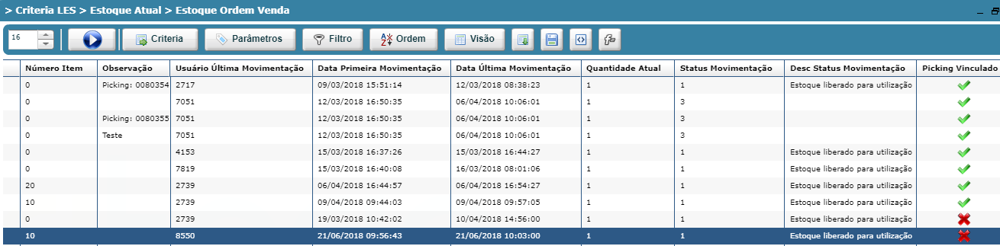 > Criteria LES > Estoque Atual > Estoque Ordem Venda
16 Criteria Parâmetros Filtro Ordem Visão
Número Item Observação Usuário Última Movimentação Data Primeira Movimentação Data Última Movimentação Quantidade Atual Status Movimentação Desc Status Movimentação Picking Vinculado
0 Picking: 0080354 2717 09/03/2018 15:51:14 12/03/2018 08:38:23 1 1 Estoque liberado para utilização
0 7051 12/03/2018 16:50:35 06/04/2018 10:06:01 1 3
0 Picking: 0080355 7051 12/03/2018 16:50:35 06/04/2018 10:06:01 1 3
0 Teste 7051 12/03/2018 16:50:35 06/04/2018 10:06:01 1 3
0 4153 15/03/2018 16:37:26 15/03/2018 16:44:27 1 1 Estoque liberado para utilização
0 7819 15/03/2018 16:40:08 16/03/2018 08:01:06 1 1 Estoque liberado para utilização
20 2739 06/04/2018 16:44:57 06/04/2018 16:54:27 1 1 Estoque liberado para utilização
10 2739 09/04/2018 09:44:03 09/04/2018 09:57:05 1 1 Estoque liberado para utilização
0 2739 19/03/2018 10:42:02 10/04/2018 14:56:00 1 1 Estoque liberado para utilização
10 8550 21/06/2018 09:56:43 21/06/2018 10:03:00 1 1 Estoque liberado para utilização